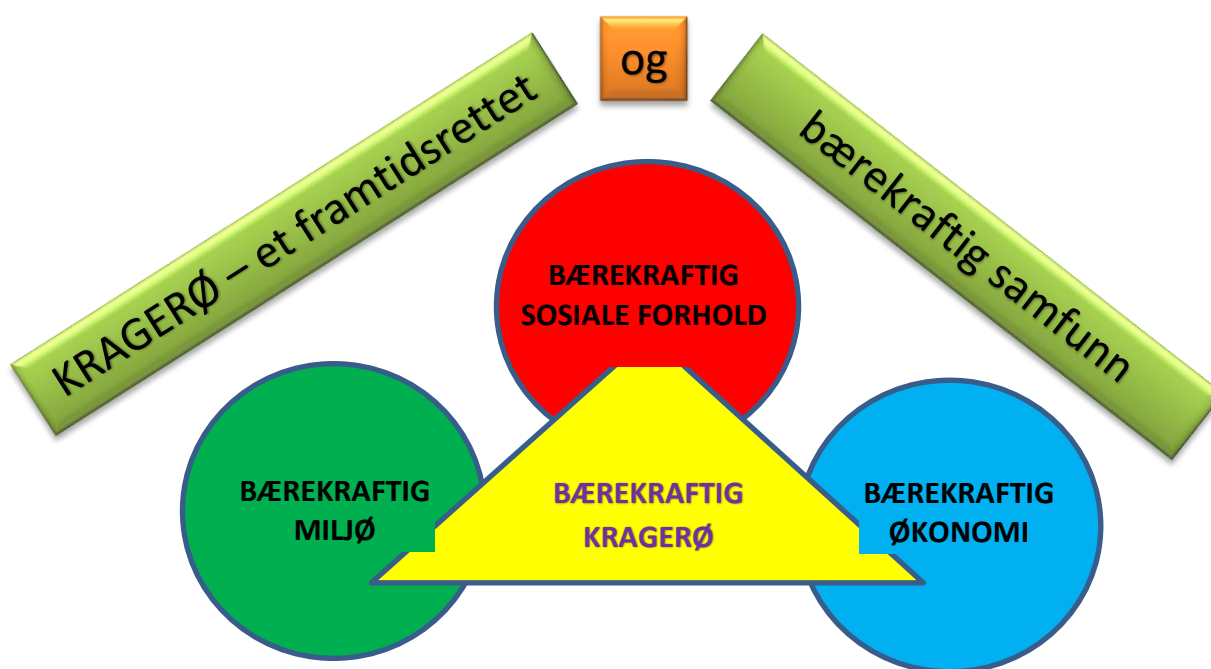 KRAGERØ – et framtidsrettet
og
bærekraftig samfunn
BÆREKRAFTIG
SOSIALE FORHOLD
BÆREKRAFTIG
MILJØ
BÆREKRAFTIG
KRAGERØ
BÆREKRAFTIG
ØKONOMI